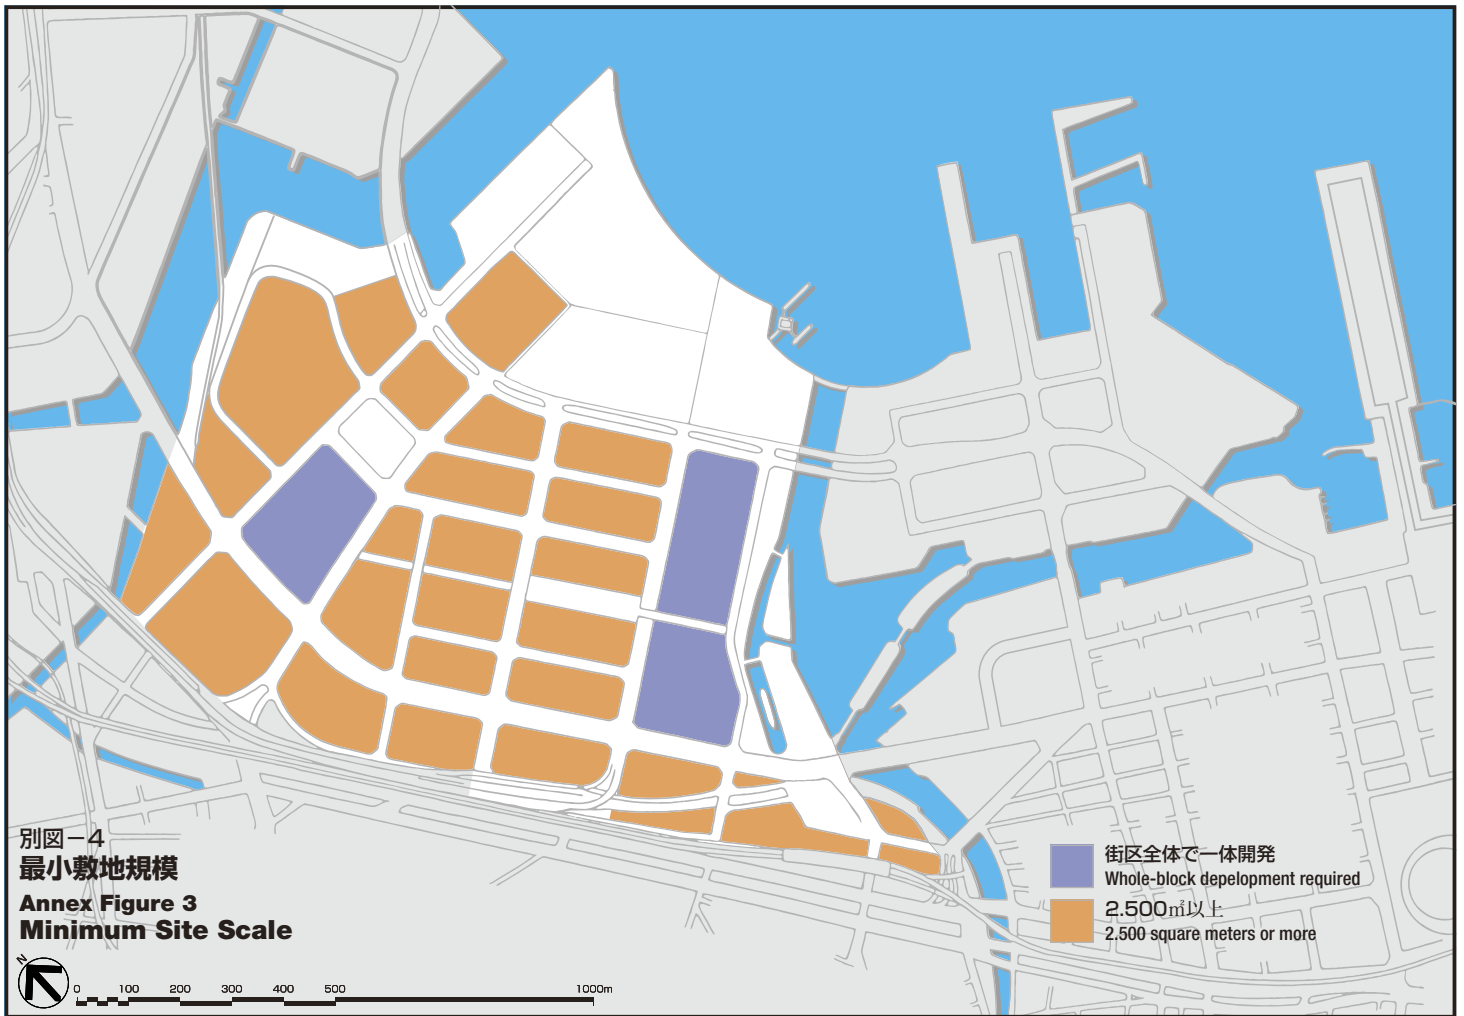 別図−4
最小敷地規模
Annex Figure 3
Minimum Site Scale
N
0 100 200 300 400 500 1000m
街区全体で一体開発
Whole-block depelopment required
2.500㎡以上
2.500 square meters or more